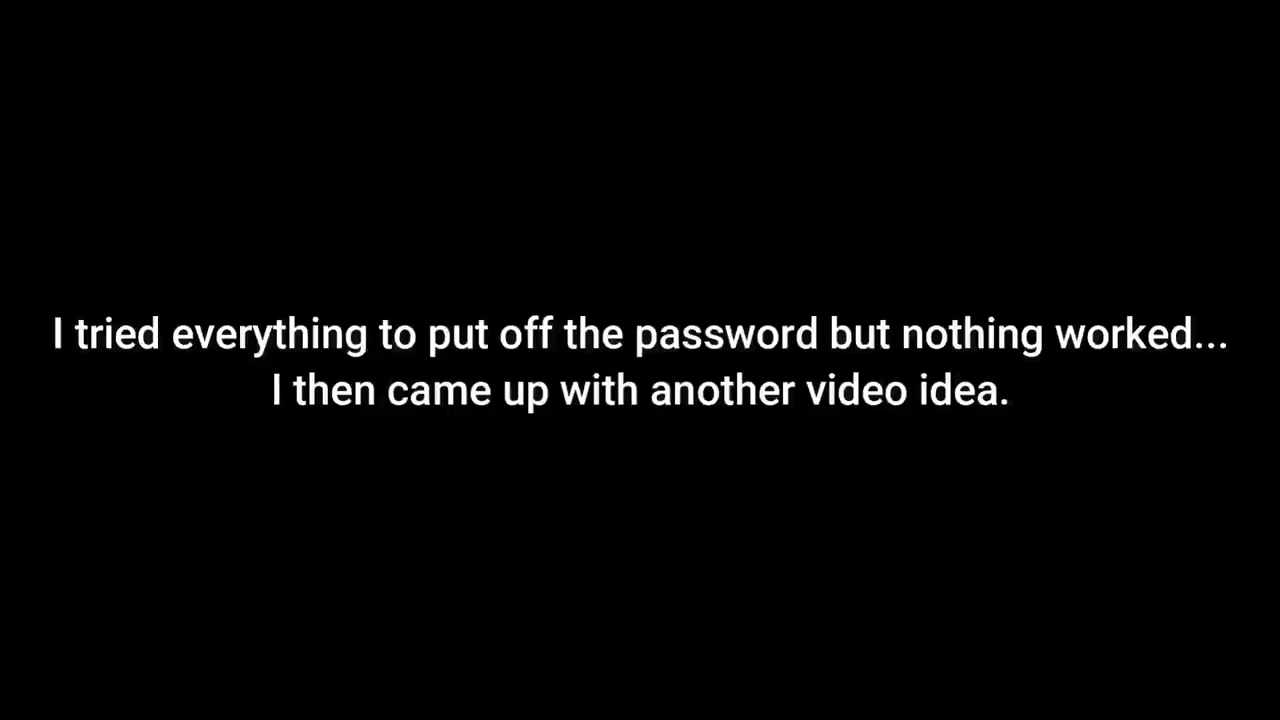 I tried everything to put off the password but nothing worked...
I then came up with another video idea.